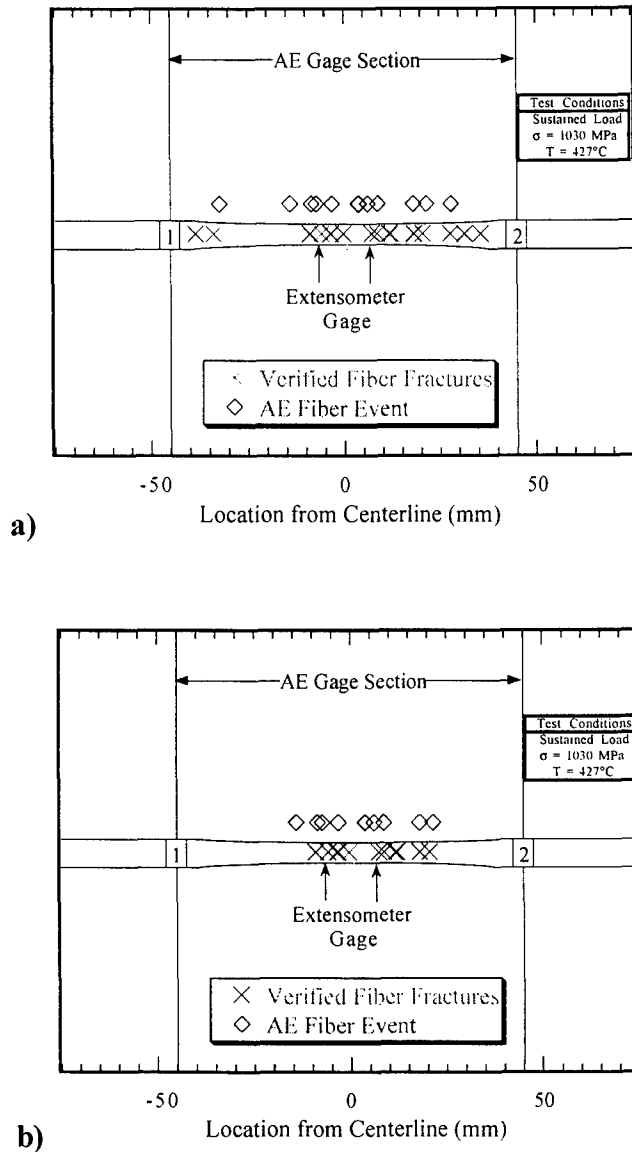 AE Gage Section
Test Conditions
Sustained Load
σ = 1030 MPa
T = 427°C
1
2
Extensometer
Gage
Verified Fiber Fractures
AE Fiber Event
-50
0
50
Location from Centerline (mm)
a)
AE Gage Section
Test Conditions
Sustained Load
σ = 1030 MPa
T = 427°C
1
2
Extensometer
Gage
Verified Fiber Fractures
AE Fiber Event
-50
0
50
Location from Centerline (mm)
b)